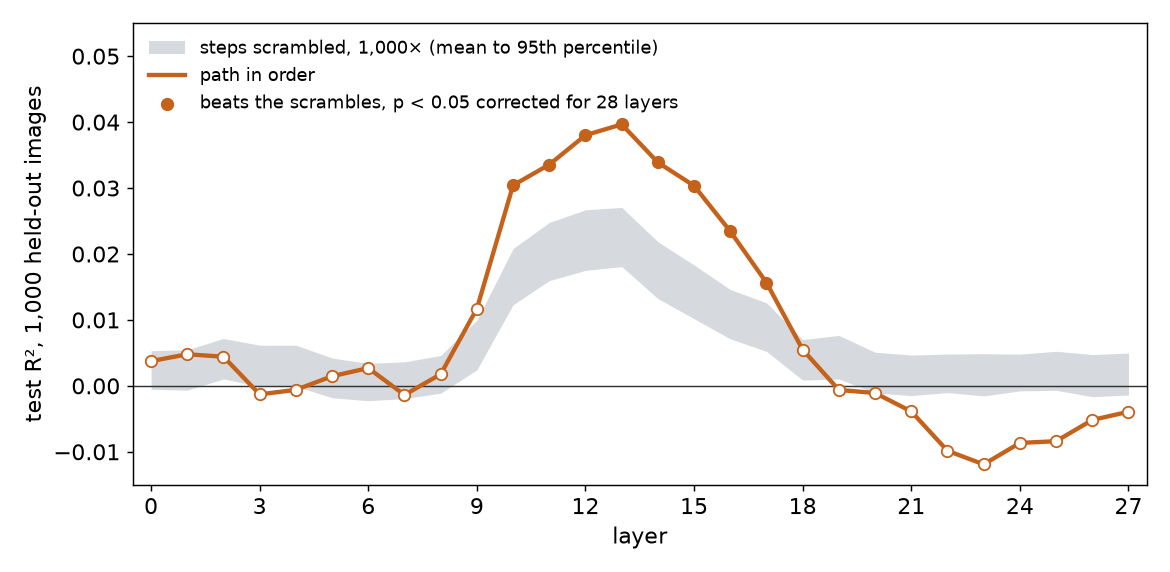 steps scrambled, 1,000× (mean to 95th percentile)
path in order
beats the scrambles, p < 0.05 corrected for 28 layers
test R², 1,000 held-out images
0.05
0.04
0.03
0.02
0.01
0.00
−0.01
0 3 6 9 12 15 18 21 24 27
layer